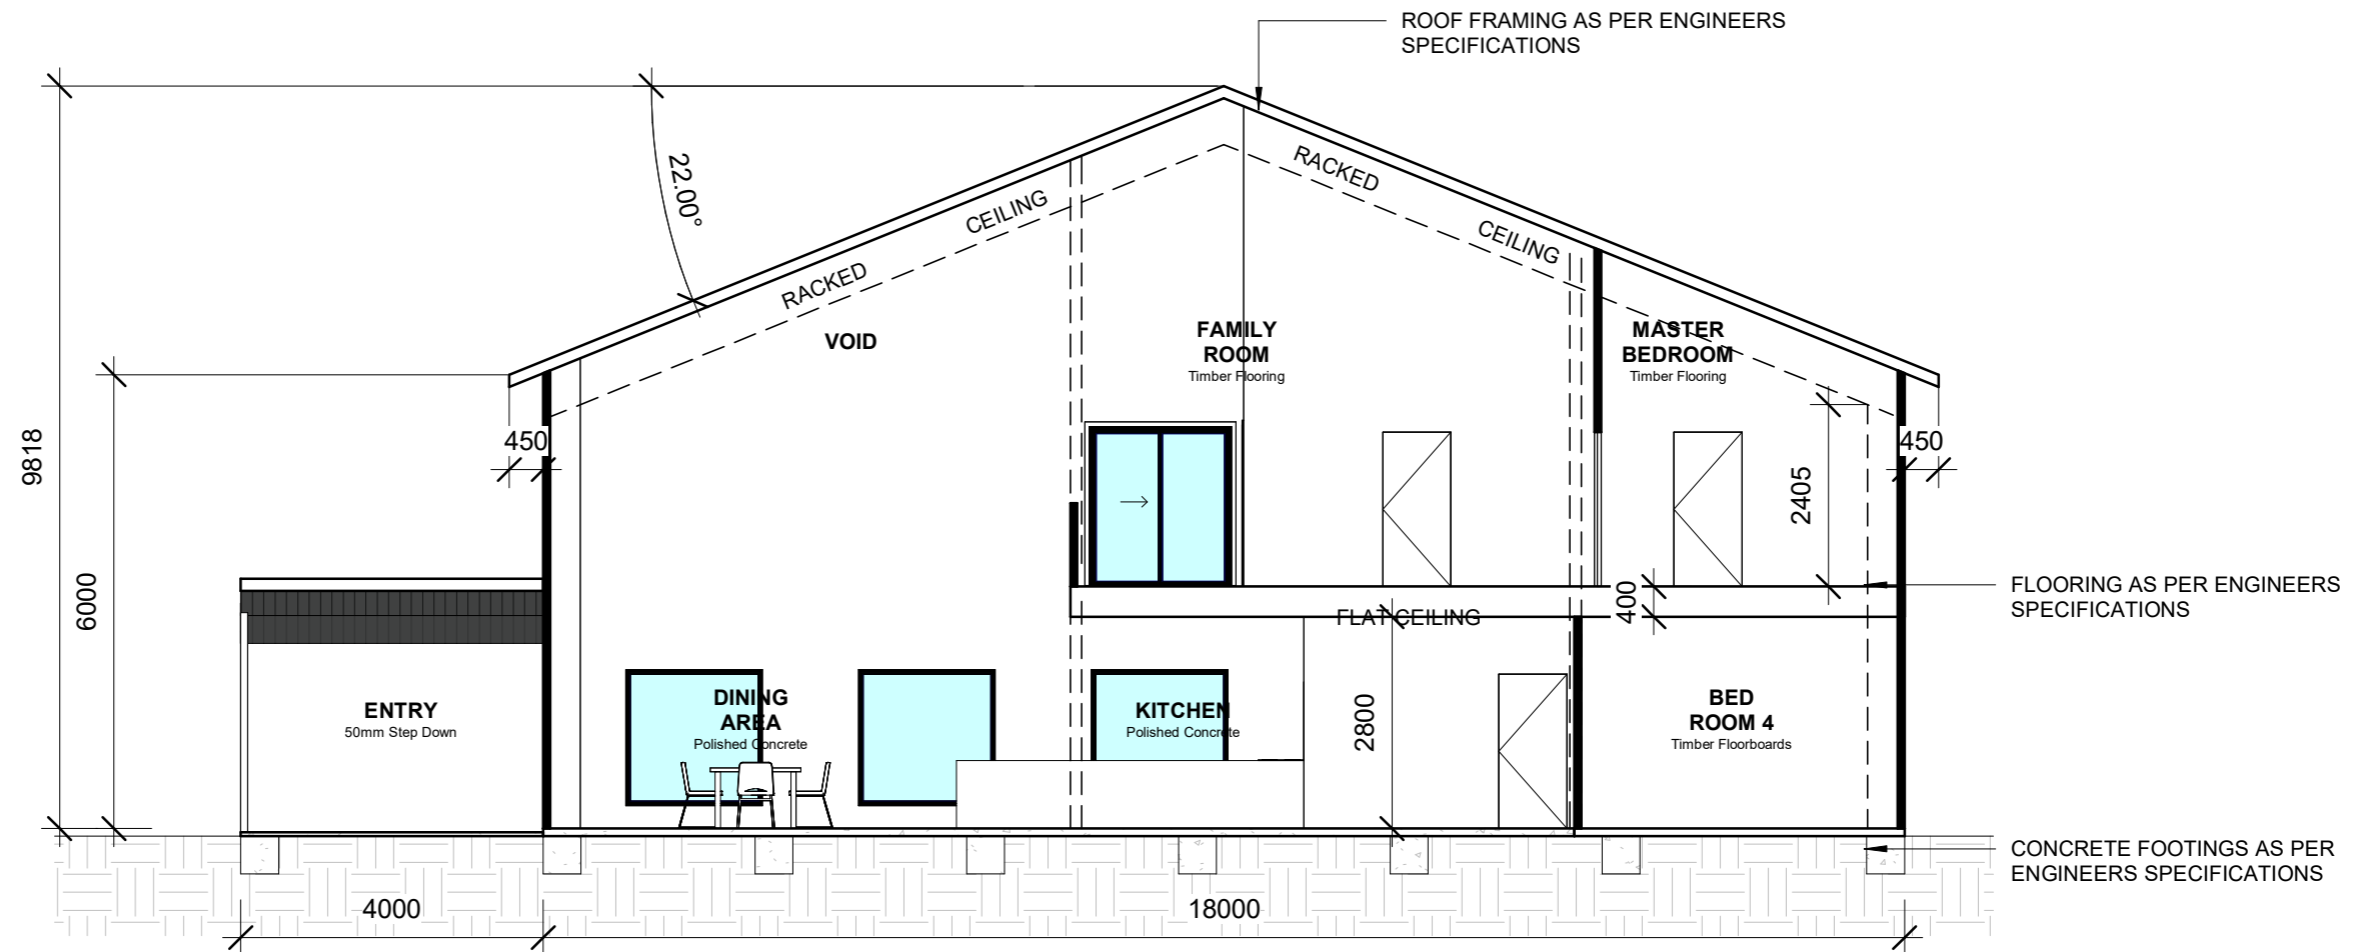 ROOF FRAMING AS PER ENGINEERS
SPECIFICATIONS
22.00°
RACKED
CEILING
CEILING
RACKED
VOID
FAMILY
ROOM
Timber Flooring
MASTER
BEDROOM
Timber Flooring
9818
450
450
2405
6000
400
FLOORING AS PER ENGINEERS
SPECIFICATIONS
FLAT CEILING
ENTRY
50mm Step Down
DINING
AREA
Polished Concrete
KITCHEN
Polished Concrete
2800
BED
ROOM 4
Timber Floorboards
CONCRETE FOOTINGS AS PER
ENGINEERS SPECIFICATIONS
4000
18000